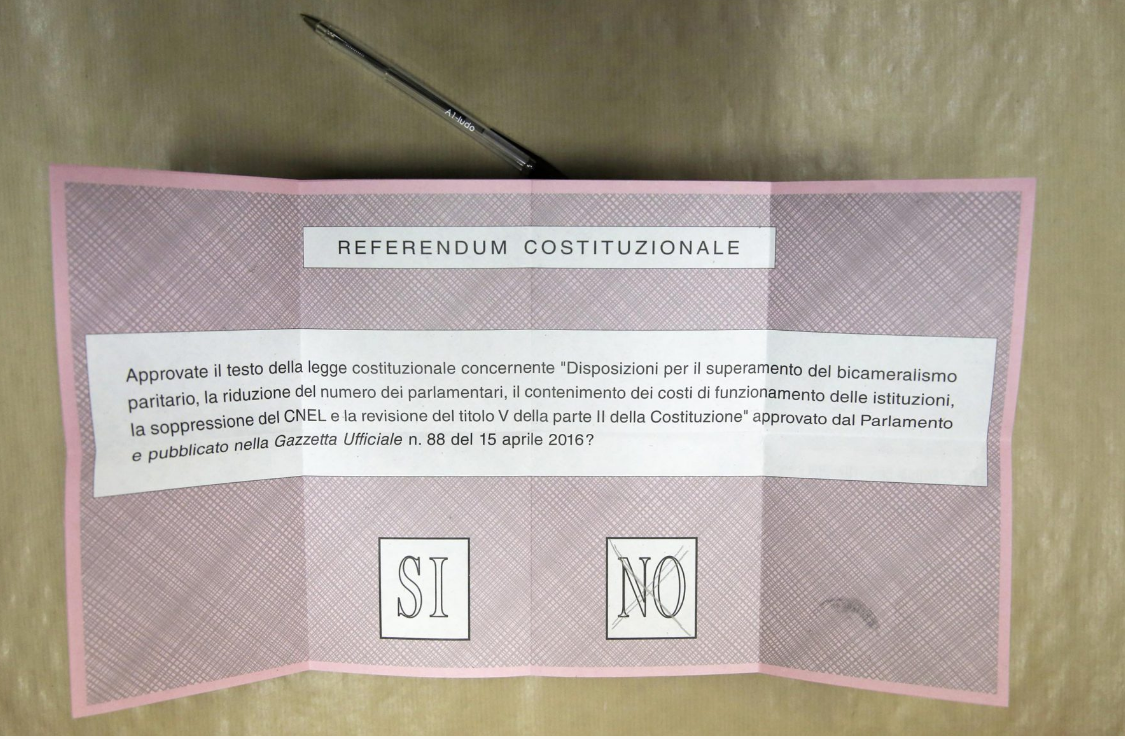 A1-ludo
REFERENDUM COSTITUZIONALE
Approvate il testo della legge costituzionale concernente "Disposizioni per il superamento del bicameralismo
paritario, la riduzione del numero dei parlamentari, il contenimento dei costi di funzionamento delle istituzioni,
la soppressione del CNEL e la revisione del titolo V della parte II della Costituzione" approvato dal Parlamento
e pubblicato nella Gazzetta Ufficiale n. 88 del 15 aprile 2016?
SI NO